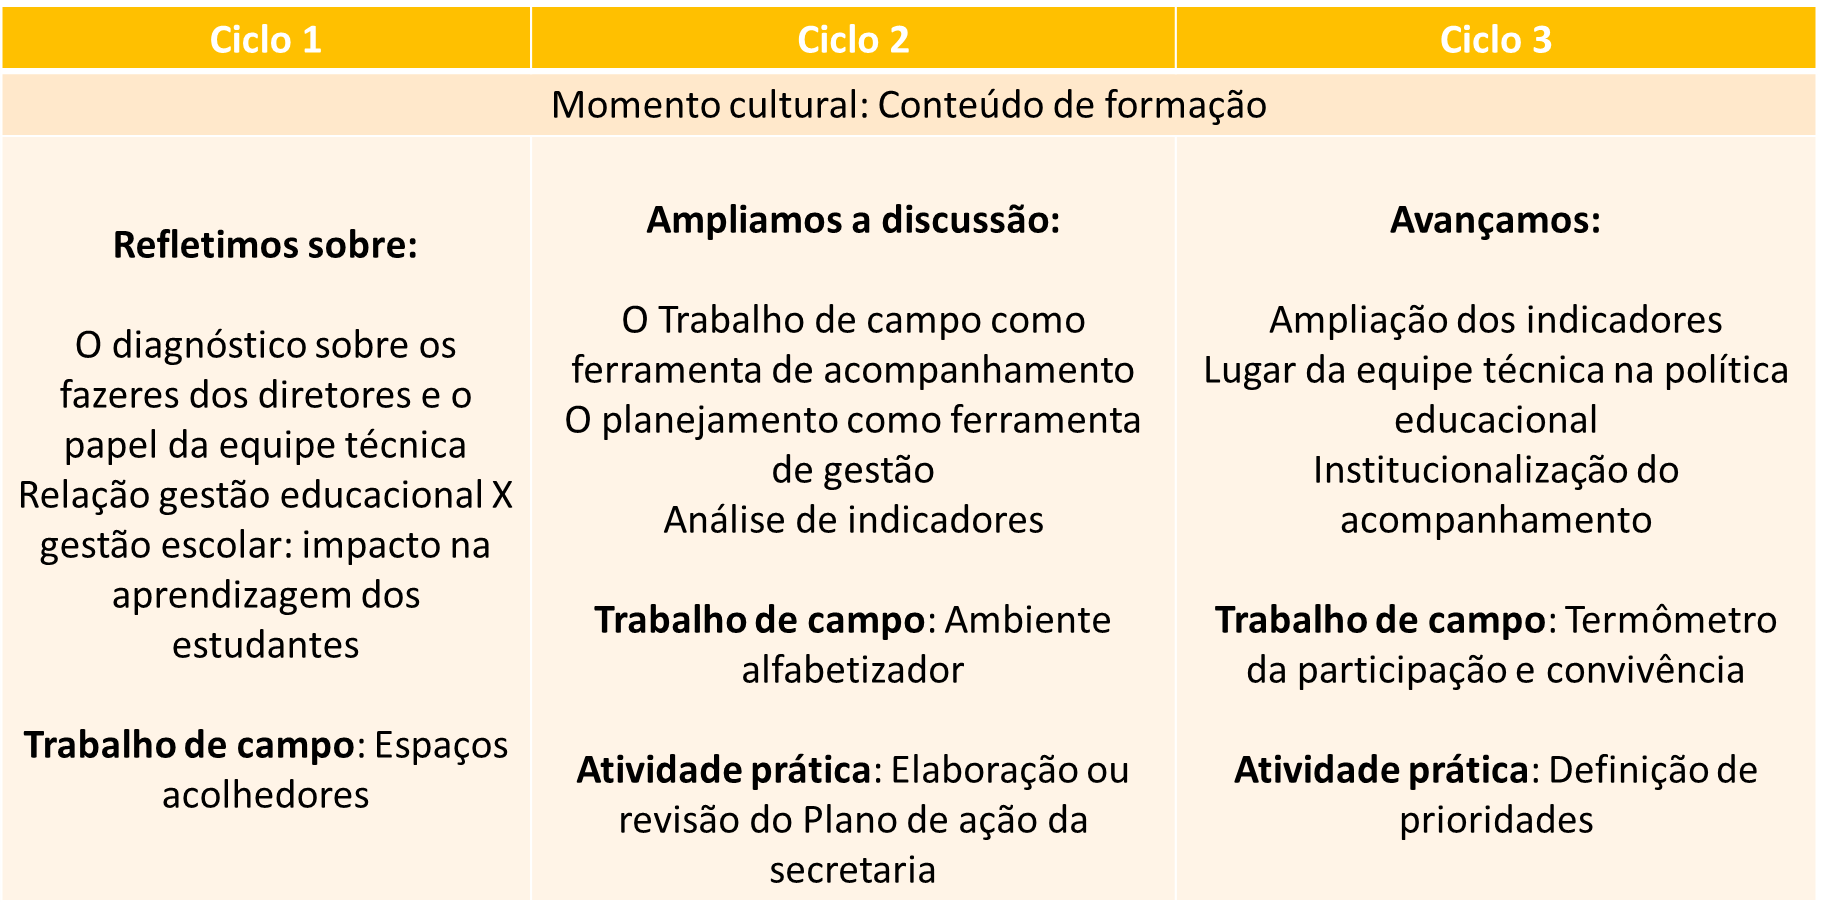 Ciclo 1
Ciclo 2
Ciclo 3
Momento cultural: Conteúdo de formação
Refletimos sobre:
O diagnóstico sobre os
fazeres dos diretores e o
papel da equipe técnica
Relação gestão educacional X
gestão escolar: impacto na
aprendizagem dos
estudantes
Trabalho de campo: Espaços
acolhedores
Ampliamos a discussão:
O Trabalho de campo como
ferramenta de acompanhamento
O planejamento como ferramenta
de gestão
Análise de indicadores
Trabalho de campo: Ambiente
alfabetizador
Atividade prática: Elaboração ou
revisão do Plano de ação da
secretaria
Avançamos:
Ampliação dos indicadores
Lugar da equipe técnica na política
educacional
Institucionalização do
acompanhamento
Trabalho de campo: Termômetro
da participação e convivência
Atividade prática: Definição de
prioridades